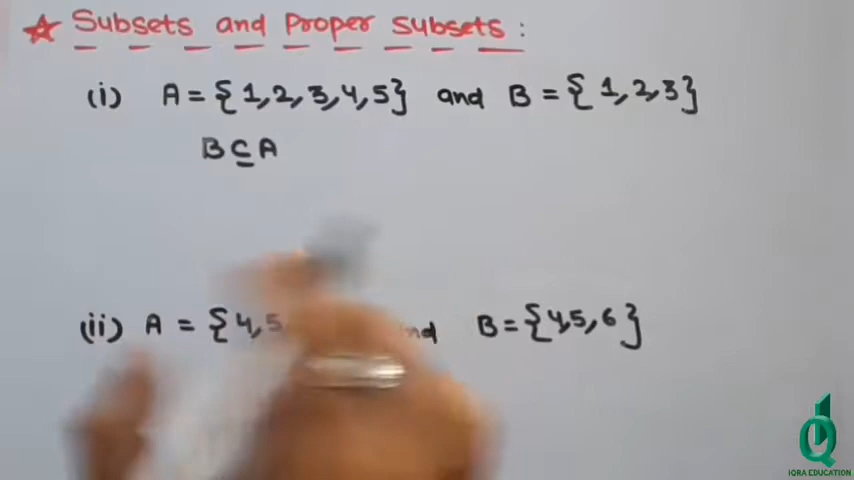 ☆ Subsets and Proper subsets :
(i) A = {1,2,3,4,5} and B = {1,2,3}
B ⊆ A
(ii) A = {4,5 B = {4,5,6}
IQRA EDUCATION